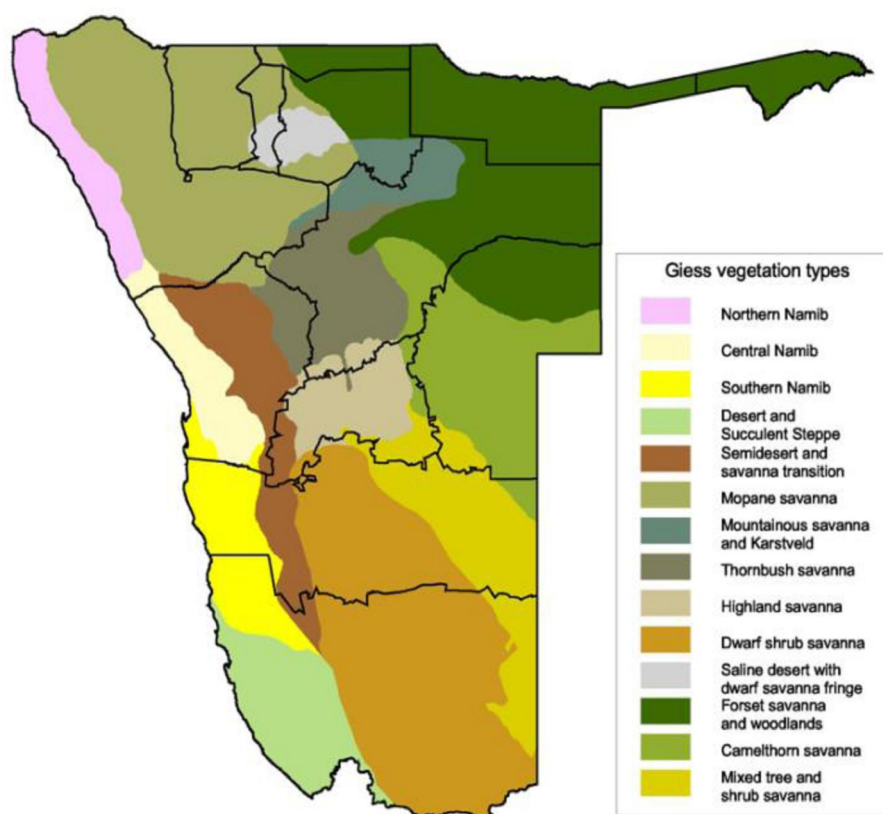 Giess vegetation types
Northern Namib
Central Namib
Southern Namib
Desert and
Succulent Steppe
Semidesert and
savanna transition
Mopane savanna
Mountainous savanna
and Karstveld
Thornbush savanna
Highland savanna
Dwarf shrub savanna
Saline desert with
dwarf savanna fringe
Forset savanna
and woodlands
Camelthorn savanna
Mixed tree and
shrub savanna